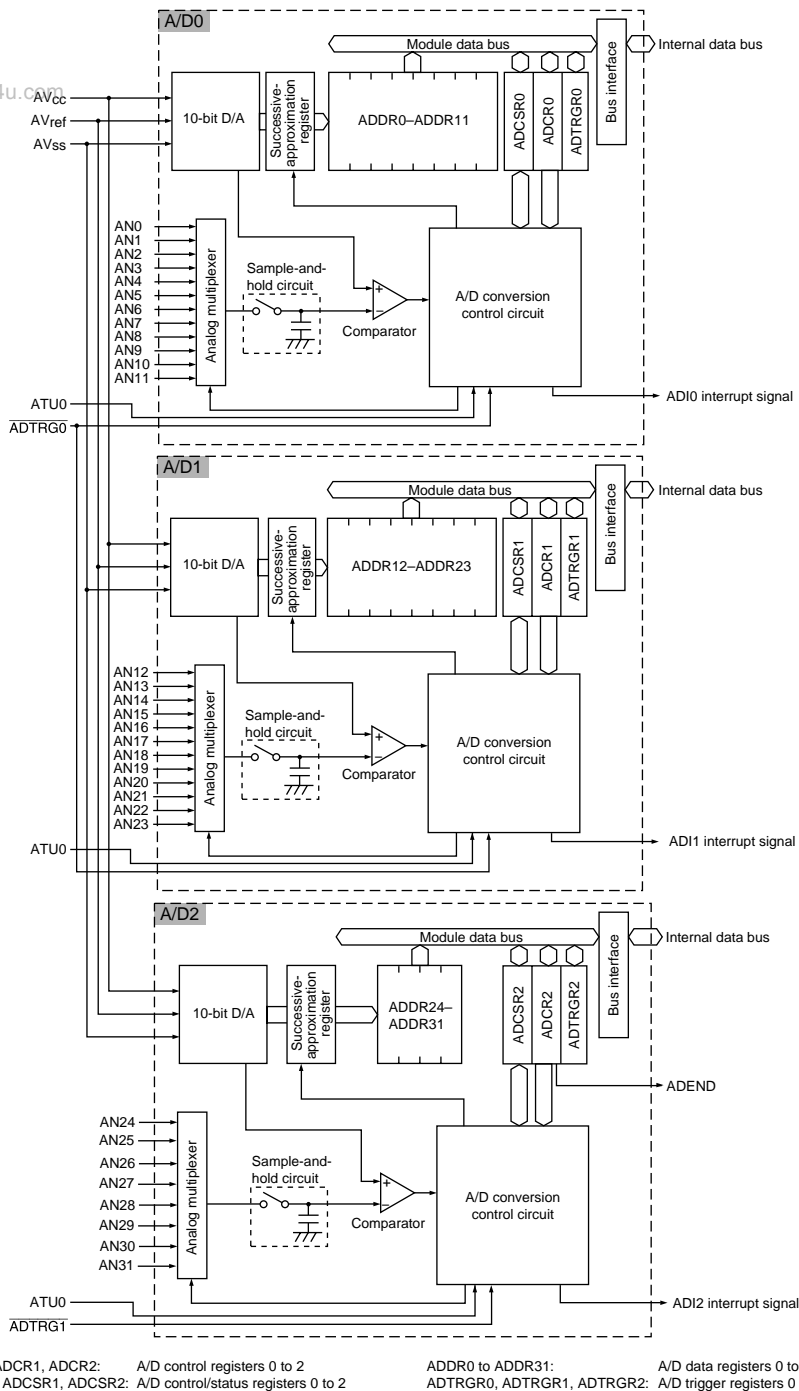 A/D0
Module data bus
Internal data bus
Bus interface
4u.com
AVcc
AVref
AVss
10-bit D/A
Successive-
approximation
register
ADDR0–ADDR11
ADCSR0
ADCR0
ADTRGR0
AN0
AN1
AN2
AN3
AN4
AN5
AN6
AN7
AN8
AN9
AN10
AN11
Analog multiplexer
Sample-and-
hold circuit
+
–
Comparator
A/D conversion
control circuit
ATU0
ADTRG0
ADI0 interrupt signal
A/D1
Module data bus
Internal data bus
Bus interface
10-bit D/A
Successive-
approximation
register
ADDR12–ADDR23
ADCSR1
ADCR1
ADTRGR1
AN12
AN13
AN14
AN15
AN16
AN17
AN18
AN19
AN20
AN21
AN22
AN23
Analog multiplexer
Sample-and-
hold circuit
+
–
Comparator
A/D conversion
control circuit
ATU0
ADI1 interrupt signal
A/D2
Module data bus
Internal data bus
Bus interface
10-bit D/A
Successive-
approximation
register
ADDR24–
ADDR31
ADCSR2
ADCR2
ADTRGR2
ADEND
AN24
AN25
AN26
AN27
AN28
AN29
AN30
AN31
Analog multiplexer
Sample-and-
hold circuit
+
–
Comparator
A/D conversion
control circuit
ATU0
ADTRG1
ADI2 interrupt signal
ADCR1, ADCR2: A/D control registers 0 to 2 ADDR0 to ADDR31: A/D data registers 0 to
ADCSR1, ADCSR2: A/D control/status registers 0 to 2 ADTRGR0, ADTRGR1, ADTRGR2: A/D trigger registers 0